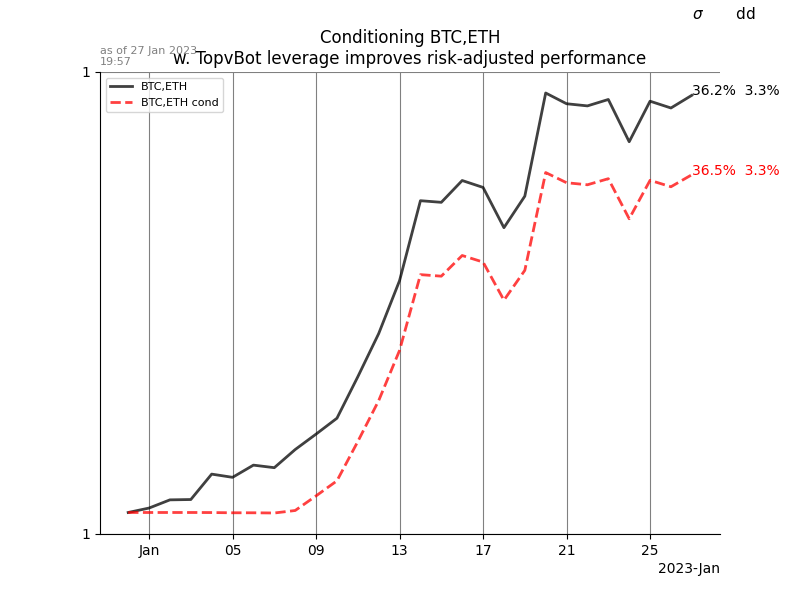 σ dd
Conditioning BTC,ETH
as of 27 Jan 2023
19:57
w. TopvBot leverage improves risk-adjusted performance
1
BTC,ETH
BTC,ETH cond
36.2% 3.3%
36.5% 3.3%
1
Jan 05 09 13 17 21 25
2023-Jan